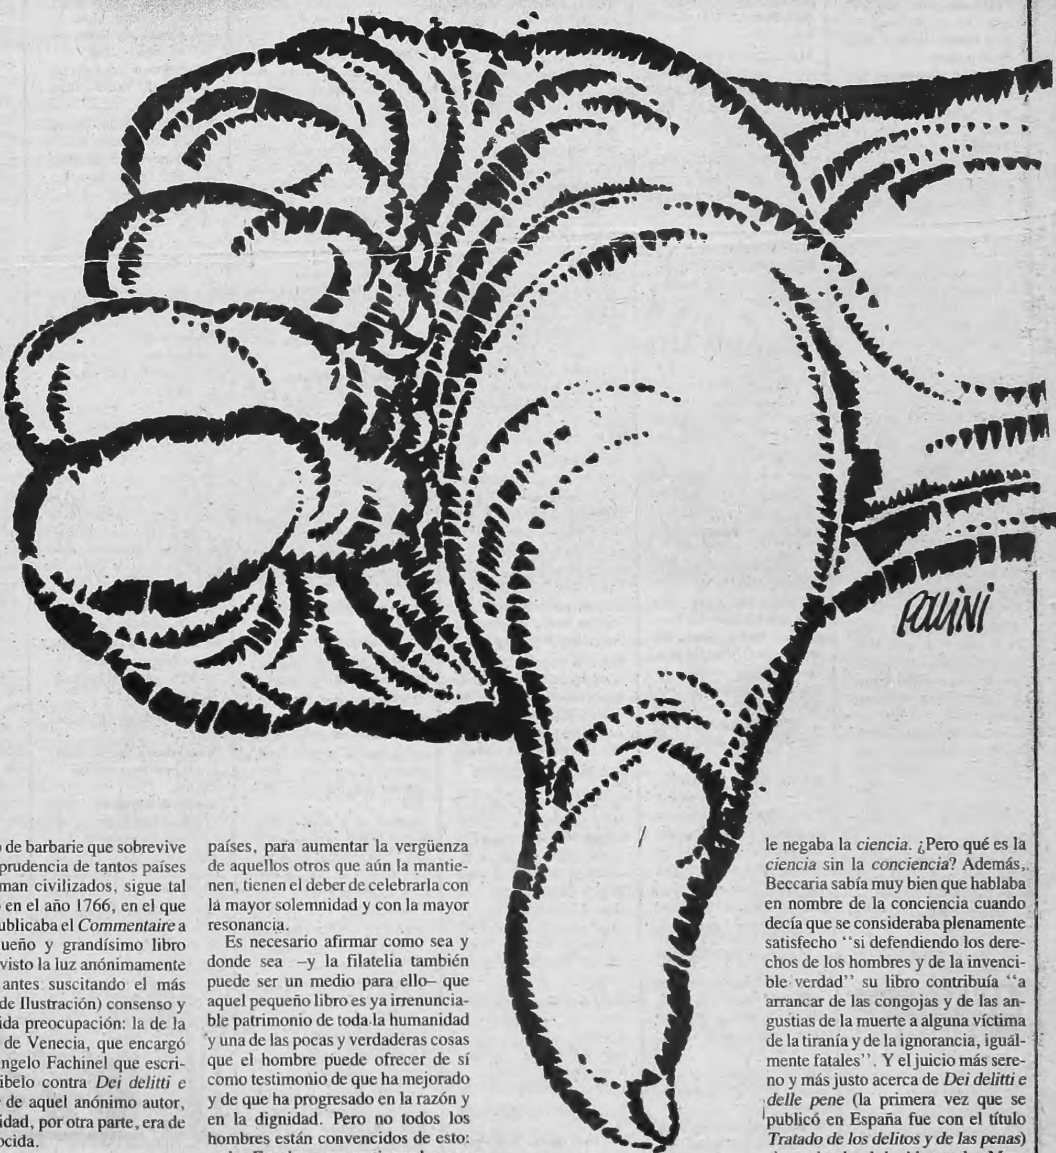 POLLINI
de barbarie que sobrevive
prudencia de tantos países
man civilizados, sigue tal
en el año 1766, en el que
ublicaba el Commentaire a
ueño y grandísimo libro
visto la luz anónimamente
antes suscitando el más
de Ilustración) consenso y
ida preocupación: la de la
de Venecia, que encargó
ngelo Fachinel que escri-
ibelo contra Dei delitti e
de aquel anónimo autor,
idad, por otra parte, era de
ocida.
países, para aumentar la vergüenza
de aquellos otros que aún la mantie-
nen, tienen el deber de celebrarla con
la mayor solemnidad y con la mayor
resonancia.
Es necesario afirmar como sea y
donde sea –y la filatelia también
puede ser un medio para ello– que
aquel pequeño libro es ya irrenuncia-
ble patrimonio de toda la humanidad
y una de las pocas y verdaderas cosas
que el hombre puede ofrecer de sí
como testimonio de que ha mejorado
y de que ha progresado en la razón y
en la dignidad. Pero no todos los
hombres están convencidos de esto:
le negaba la ciencia. ¿Pero qué es la
ciencia sin la conciencia? Además,
Beccaria sabía muy bien que hablaba
en nombre de la conciencia cuando
decía que se consideraba plenamente
satisfecho "si defendiendo los dere-
chos de los hombres y de la invenci-
ble verdad" su libro contribuía "a
arrancar de las congojas y de las an-
gustias de la muerte a alguna víctima
de la tiranía y de la ignorancia, igual-
mente fatales". Y el juicio más sere-
no y más justo acerca de Dei delitti e
delle pene (la primera vez que se
publicó en España fue con el título
Tratado de los delitos y de las penas)